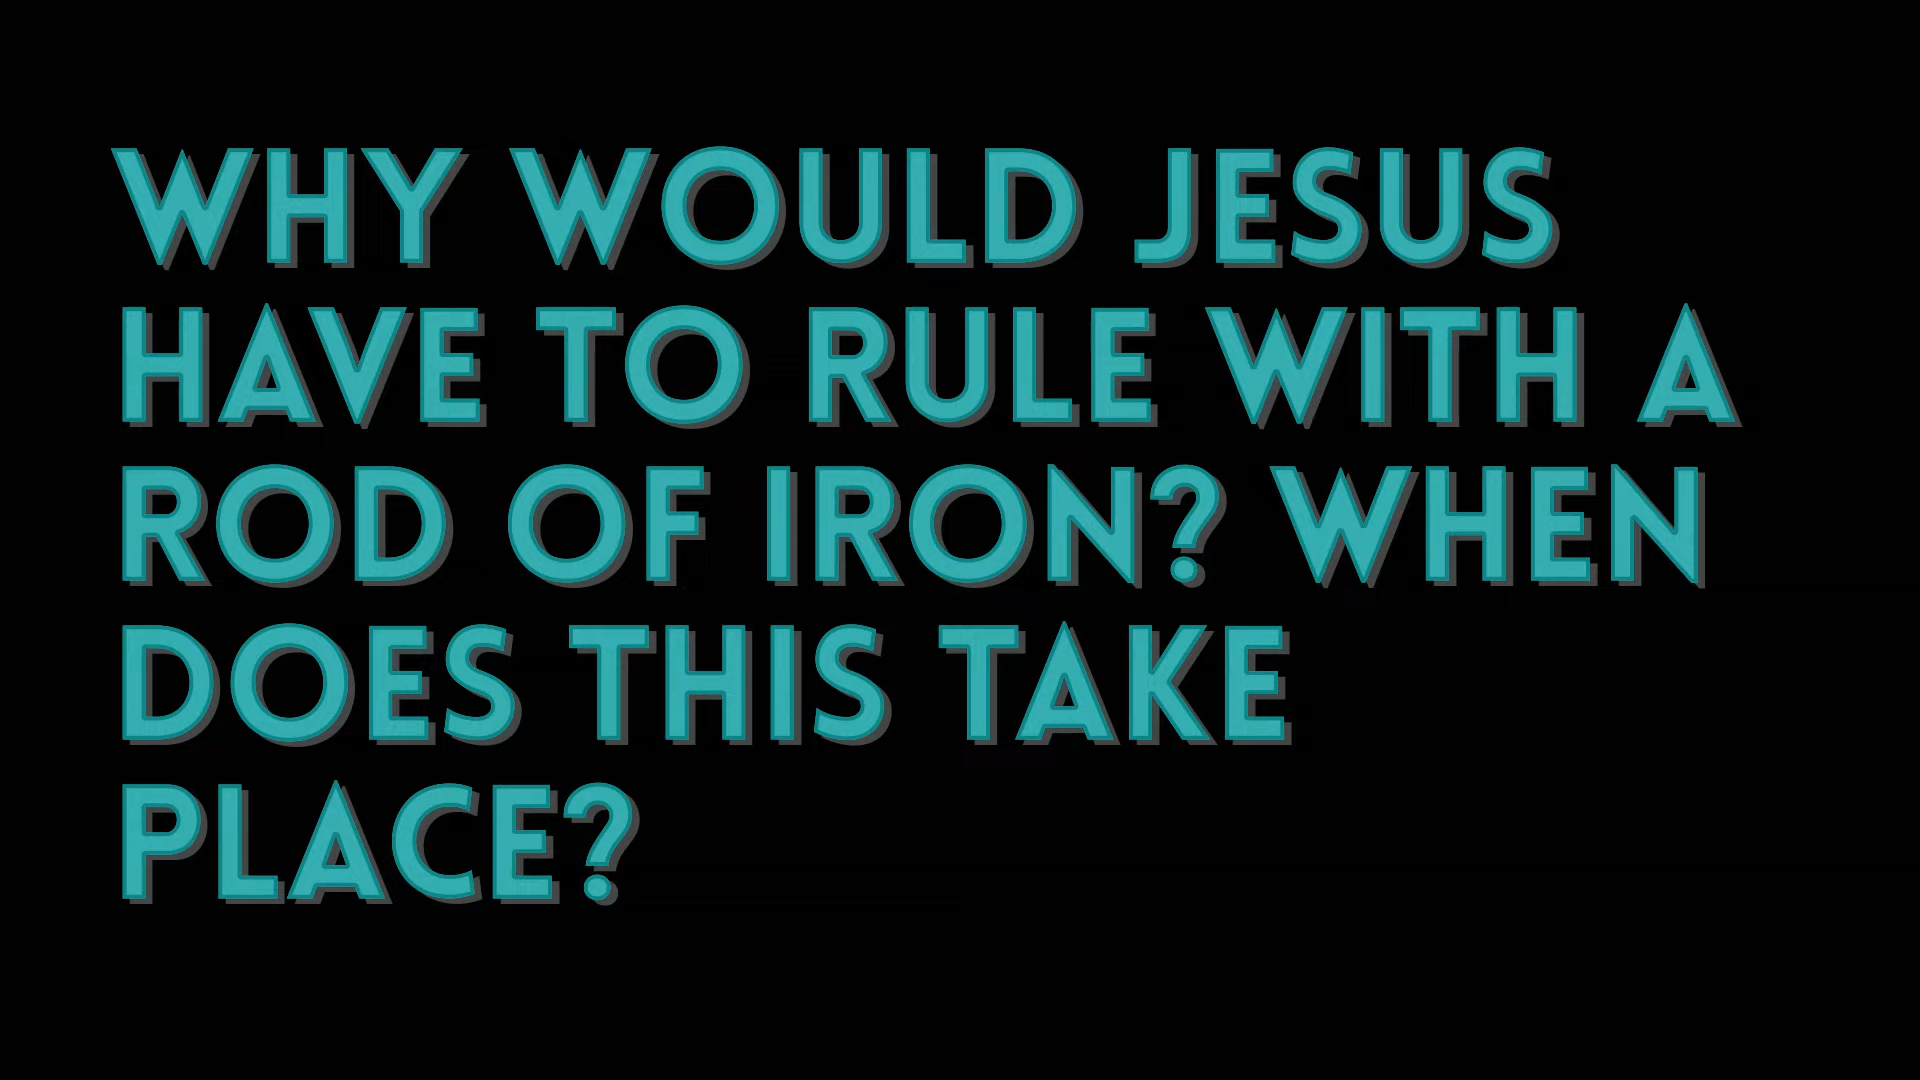 WHY WOULD JESUS
HAVE TO RULE WITH A
ROD OF IRON? WHEN
DOES THIS TAKE
PLACE?